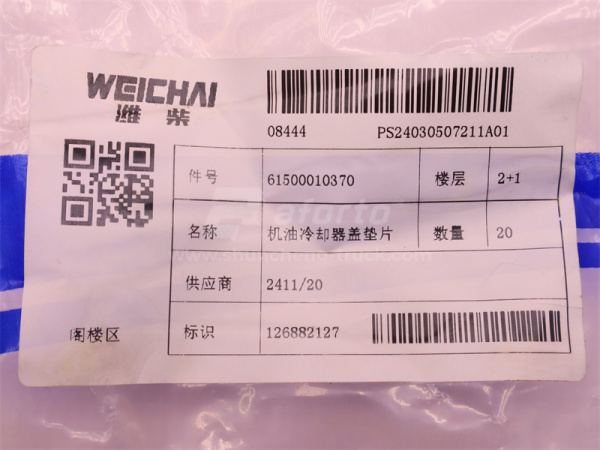 WEICHAI
潍柴
08444 PS24030507211A01
件号 61500010370 楼层 2+1
名称 机油冷却器盖垫片 数量 20
供应商 2411/20
阁楼区 标识 126882127
aforto